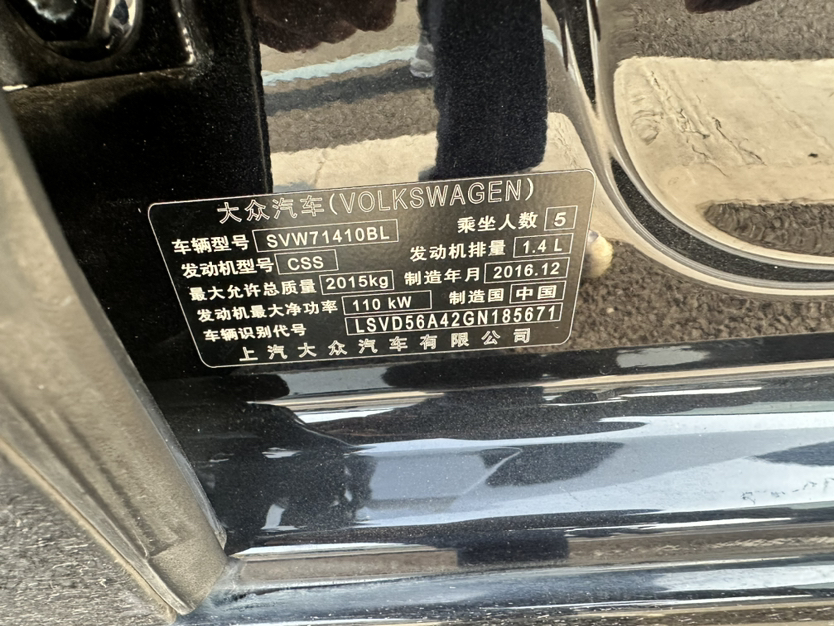 大众汽车(VOLKSWAGEN)
车辆型号 SVW71410BL 乘坐人数 5
发动机型号 CSS 发动机排量 1.4 L
最大允许总质量 2015kg 制造年月 2016.12
发动机最大净功率 110 kW 制造国 中国
车辆识别代号 LSVD56A42GN185671
上汽大众汽车有限公司